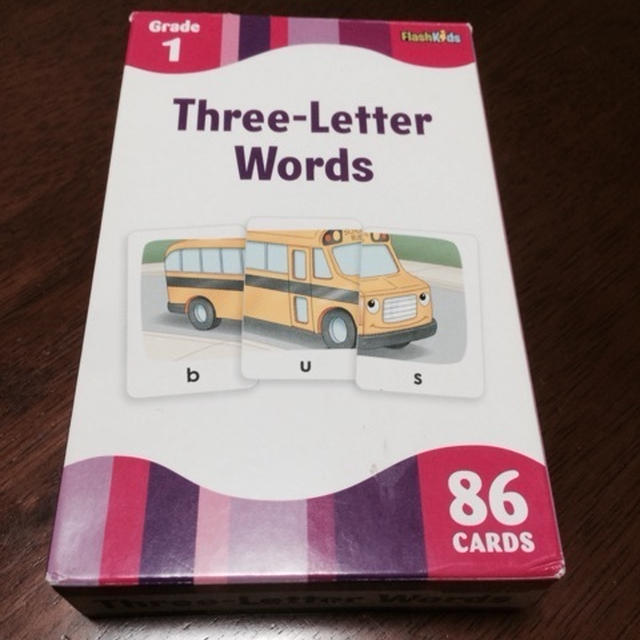 Grade
1
FlashKids
Three-Letter
Words
b
u
s
86
CARDS
Three-Letter Words